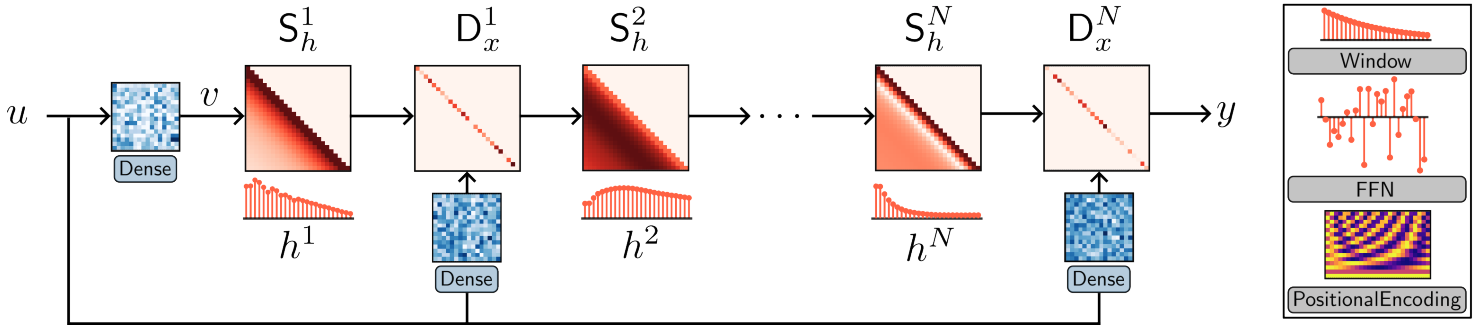 S_h^1 D_x^1 S_h^2 S_h^N D_x^N
u v ··· y
Dense
h^1 h^2 h^N
Dense Dense
Window
FFN
PositionalEncoding